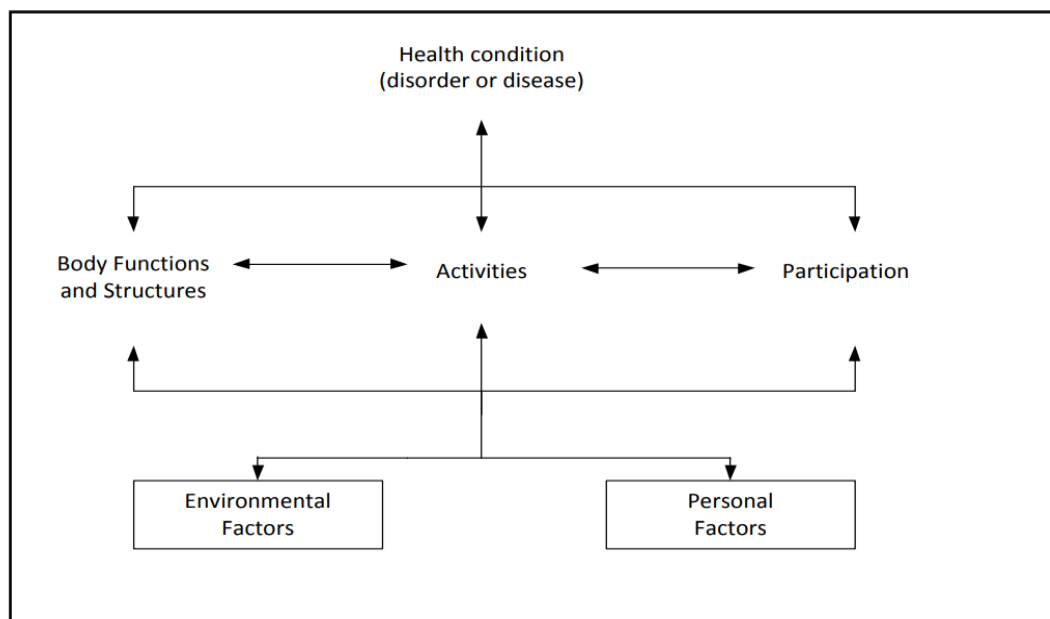 Health condition
(disorder or disease)
Body Functions
and Structures
Activities
Participation
Environmental
Factors
Personal
Factors